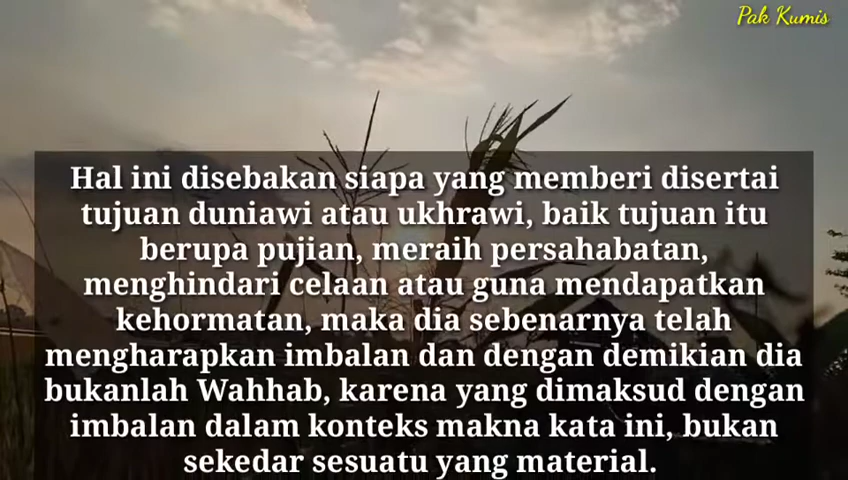 Pak Kumis
Hal ini disebakan siapa yang memberi disertai
tujuan duniawi atau ukhrawi, baik tujuan itu
berupa pujian, meraih persahabatan,
menghindari celaan atau guna mendapatkan
kehormatan, maka dia sebenarnya telah
mengharapkan imbalan dan dengan demikian dia
bukanlah Wahhab, karena yang dimaksud dengan
imbalan dalam konteks makna kata ini, bukan
sekedar sesuatu yang material.